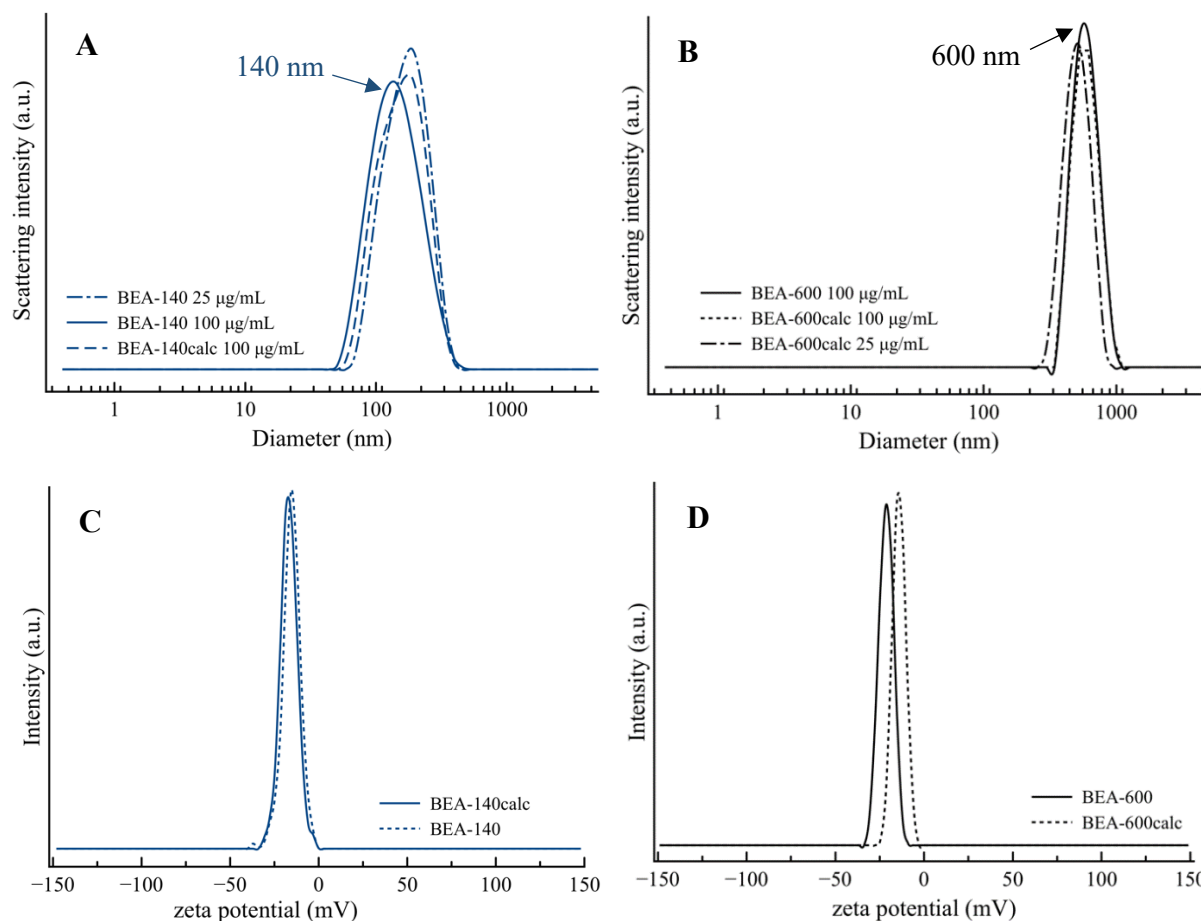 A
140 nm
Scattering intensity (a.u.)
BEA-140 25 μg/mL
BEA-140 100 μg/mL
BEA-140calc 100 μg/mL
1 10 100 1000
Diameter (nm)
B
600 nm
Scattering intensity (a.u.)
BEA-600 100 μg/mL
BEA-600calc 100 μg/mL
BEA-600calc 25 μg/mL
1 10 100 1000
Diameter (nm)
C
Intensity (a.u.)
BEA-140calc
BEA-140
−150 −100 −50 0 50 100 150
zeta potential (mV)
D
Intensity (a.u.)
BEA-600
BEA-600calc
−150 −100 −50 0 50 100 150
zeta potential (mV)